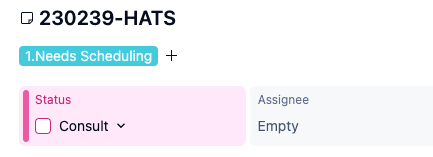 230239-HATS
1.Needs Scheduling
Status
Assignee
Consult
Empty